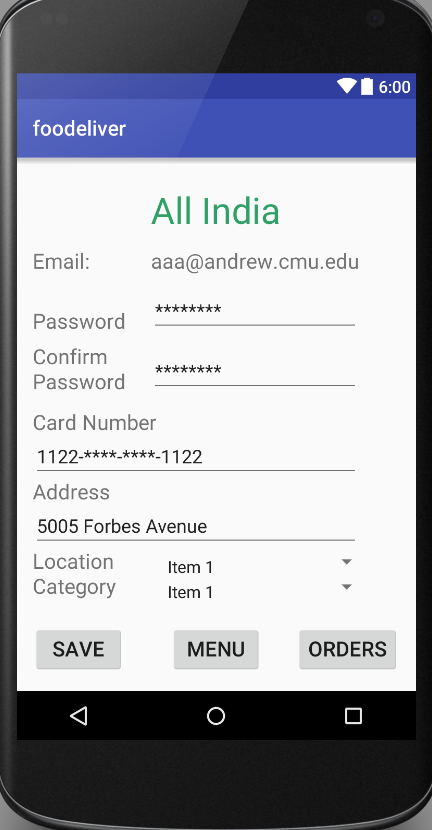 6:00
foodeliver
All India
Email: aaa@andrew.cmu.edu
Password ********
Confirm
Password ********
Card Number
1122-****-****-1122
Address
5005 Forbes Avenue
Location Item 1
Category Item 1
SAVE MENU ORDERS